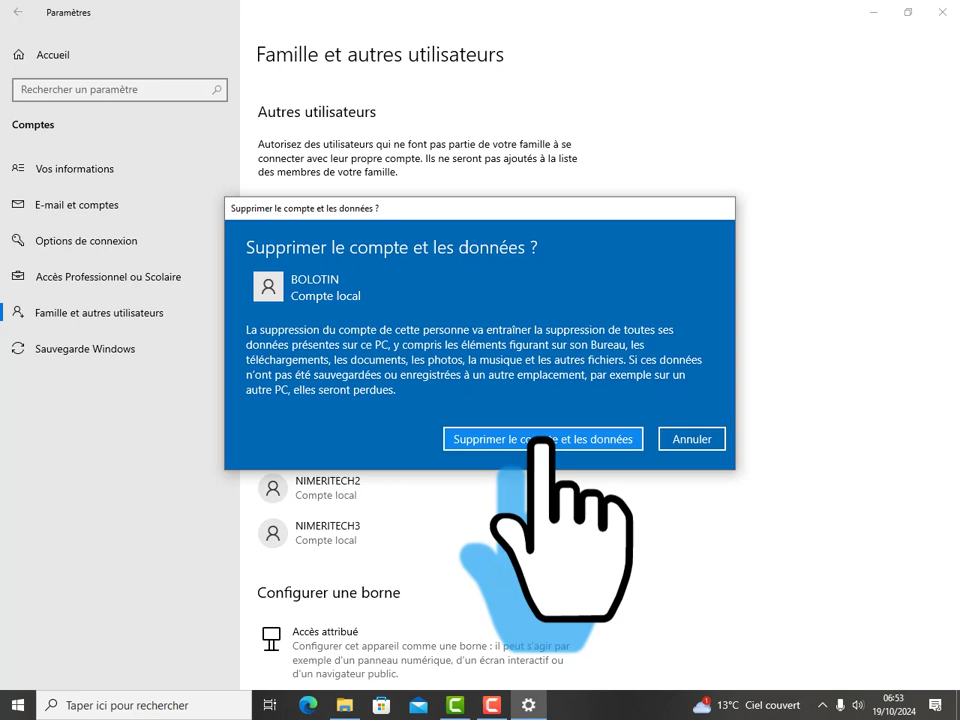 Paramètres
Accueil
Rechercher un paramètre
Comptes
Vos informations
E-mail et comptes
Options de connexion
Accès Professionnel ou Scolaire
Famille et autres utilisateurs
Sauvegarde Windows
Famille et autres utilisateurs
Autres utilisateurs
Autorisez des utilisateurs qui ne font pas partie de votre famille à se
connecter avec leur propre compte. Ils ne seront pas ajoutés à la liste
des membres de votre famille.
Supprimer le compte et les données ?
Supprimer le compte et les données ?
BOLOTIN
Compte local
La suppression du compte de cette personne va entraîner la suppression de toutes ses
données présentes sur ce PC, y compris les éléments figurant sur son Bureau, les
téléchargements, les documents, les photos, la musique et les autres fichiers. Si ces données
n'ont pas été sauvegardées ou enregistrées à un autre emplacement, par exemple sur un
autre PC, elles seront perdues.
Supprimer le compte et les données
Annuler
NIMERITECH2
Compte local
NIMERITECH3
Compte local
Configurer une borne
Accès attribué
Configurer cet appareil comme une borne : il peut s'agir par
exemple d'un panneau numérique, d'un écran interactif ou
d'un navigateur public.
Taper ici pour rechercher
1
13°C Ciel couvert
06:53
19/10/2024